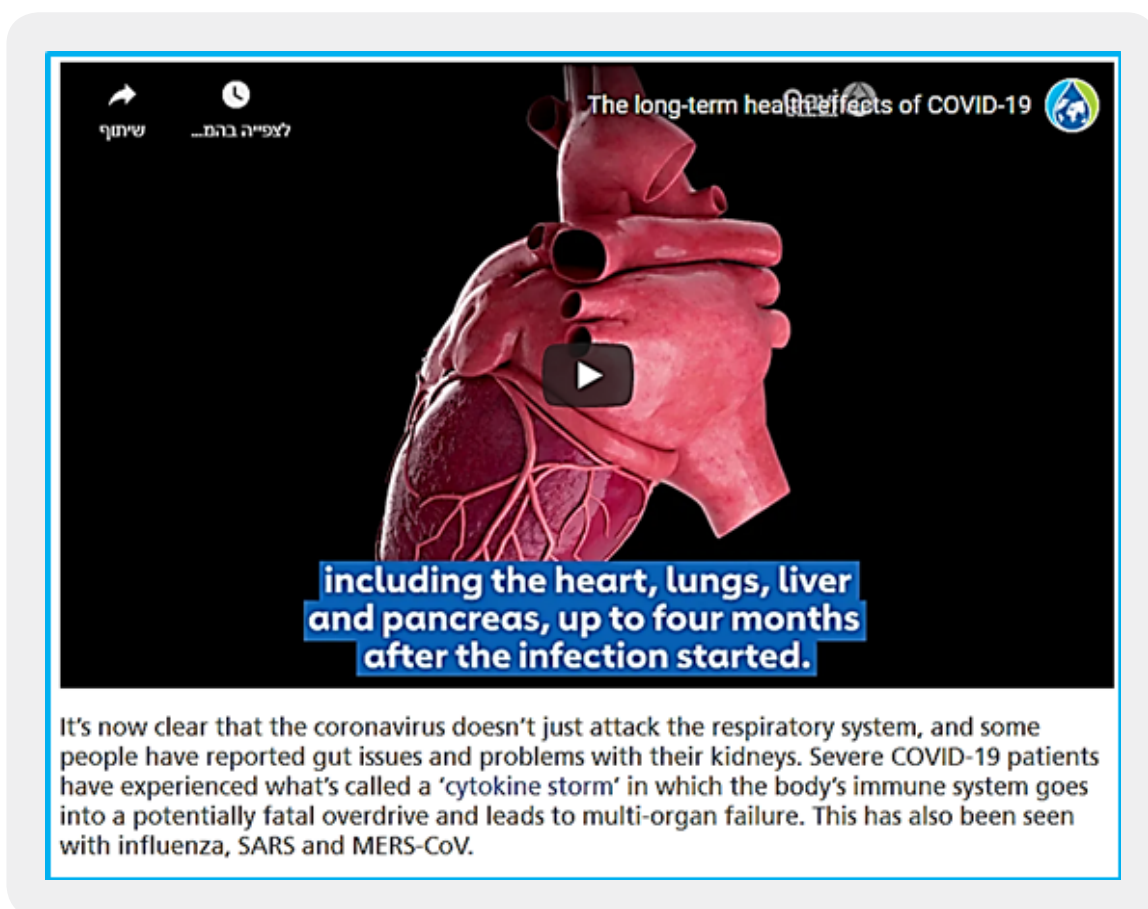 שיתוף
לצפייה בהמ...
The long-term health effects of COVID-19
Gavi
including the heart, lungs, liver
and pancreas, up to four months
after the infection started.
It's now clear that the coronavirus doesn't just attack the respiratory system, and some
people have reported gut issues and problems with their kidneys. Severe COVID-19 patients
have experienced what's called a ‘cytokine storm’ in which the body's immune system goes
into a potentially fatal overdrive and leads to multi-organ failure. This has also been seen
with influenza, SARS and MERS-CoV.